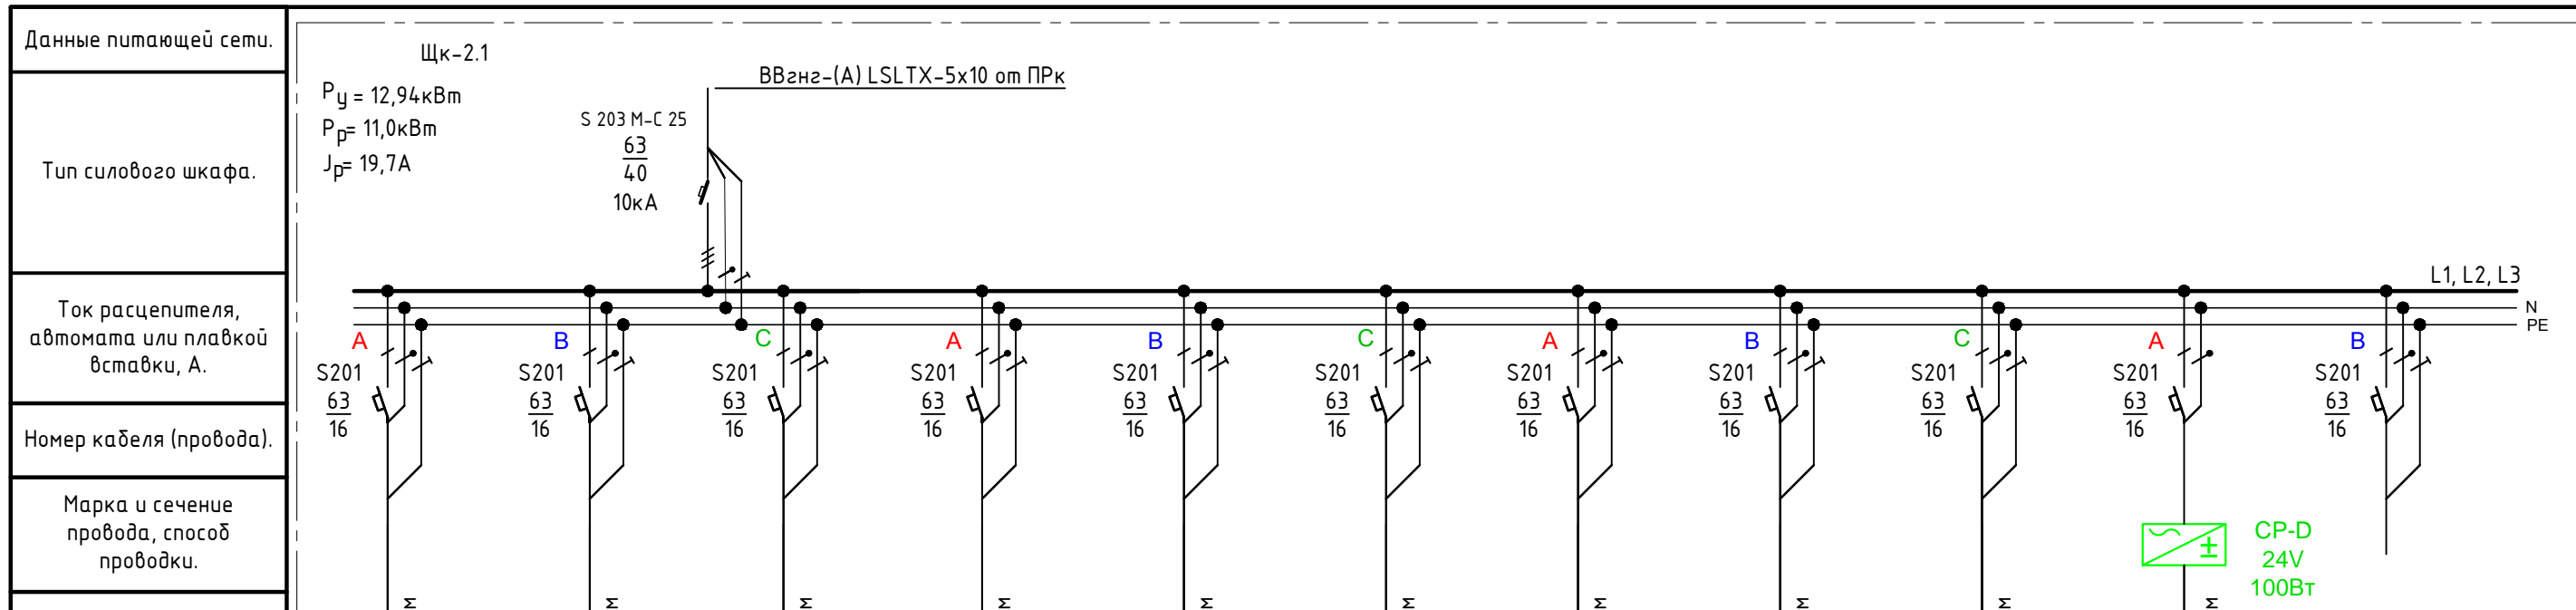 Данные питающей сети.
Тип силового шкафа.
Ток расцепителя,
автомата или плавкой
вставки, А.
Номер кабеля (провода).
Марка и сечение
провода, способ
проводки.
Щк-2.1
Pу = 12,94кВт
Pр= 11,0кВт
Jр= 19,7А
ВВгнг-(А) LSLTX-5х10 от ПРк
S 203 M-C 25
63
40
10кА
L1, L2, L3
N
PE
A
B
C
A
B
C
A
B
C
A
B
S201
63
16
S201
63
16
S201
63
16
S201
63
16
S201
63
16
S201
63
16
S201
63
16
S201
63
16
S201
63
16
S201
63
16
S201
63
16
CP-D
24V
100Вт